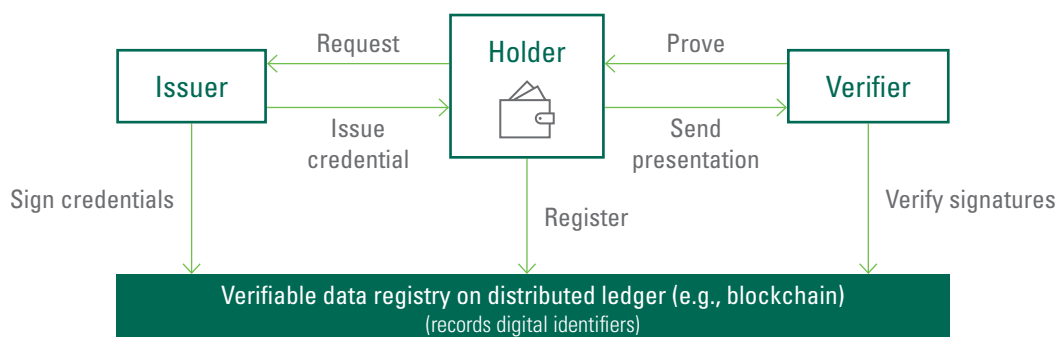 Request
Holder
Prove
Issuer
Verifier
Issue
credential
Send
presentation
Sign credentials
Register
Verify signatures
Verifiable data registry on distributed ledger (e.g., blockchain)
(records digital identifiers)